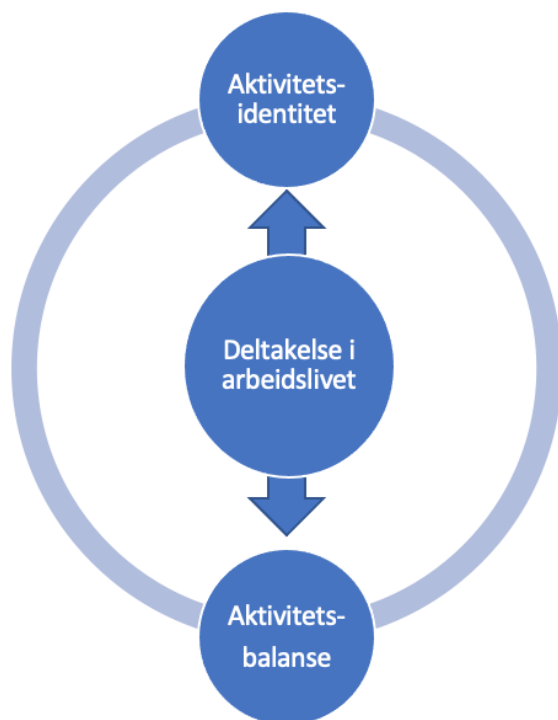 Aktivitets-
identitet
Deltakelse i
arbeidslivet
Aktivitets-
balanse